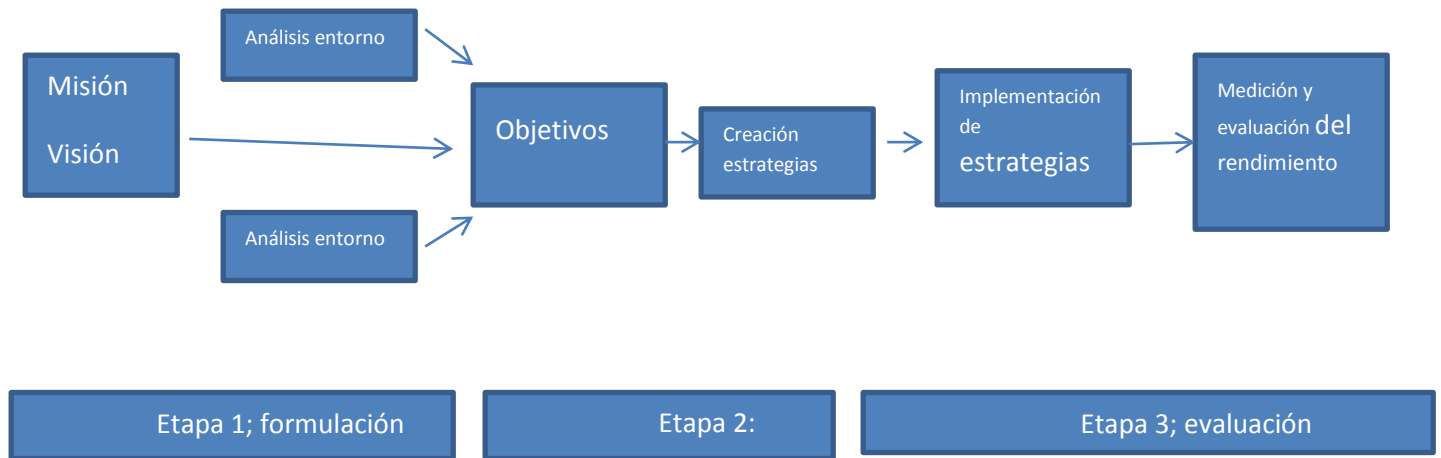 Análisis entorno
Misión
Visión
Objetivos
Creación
estrategias
Implementación
de
estrategias
Medición y
evaluación del
rendimiento
Análisis entorno
Etapa 1; formulación
Etapa 2:
Etapa 3; evaluación